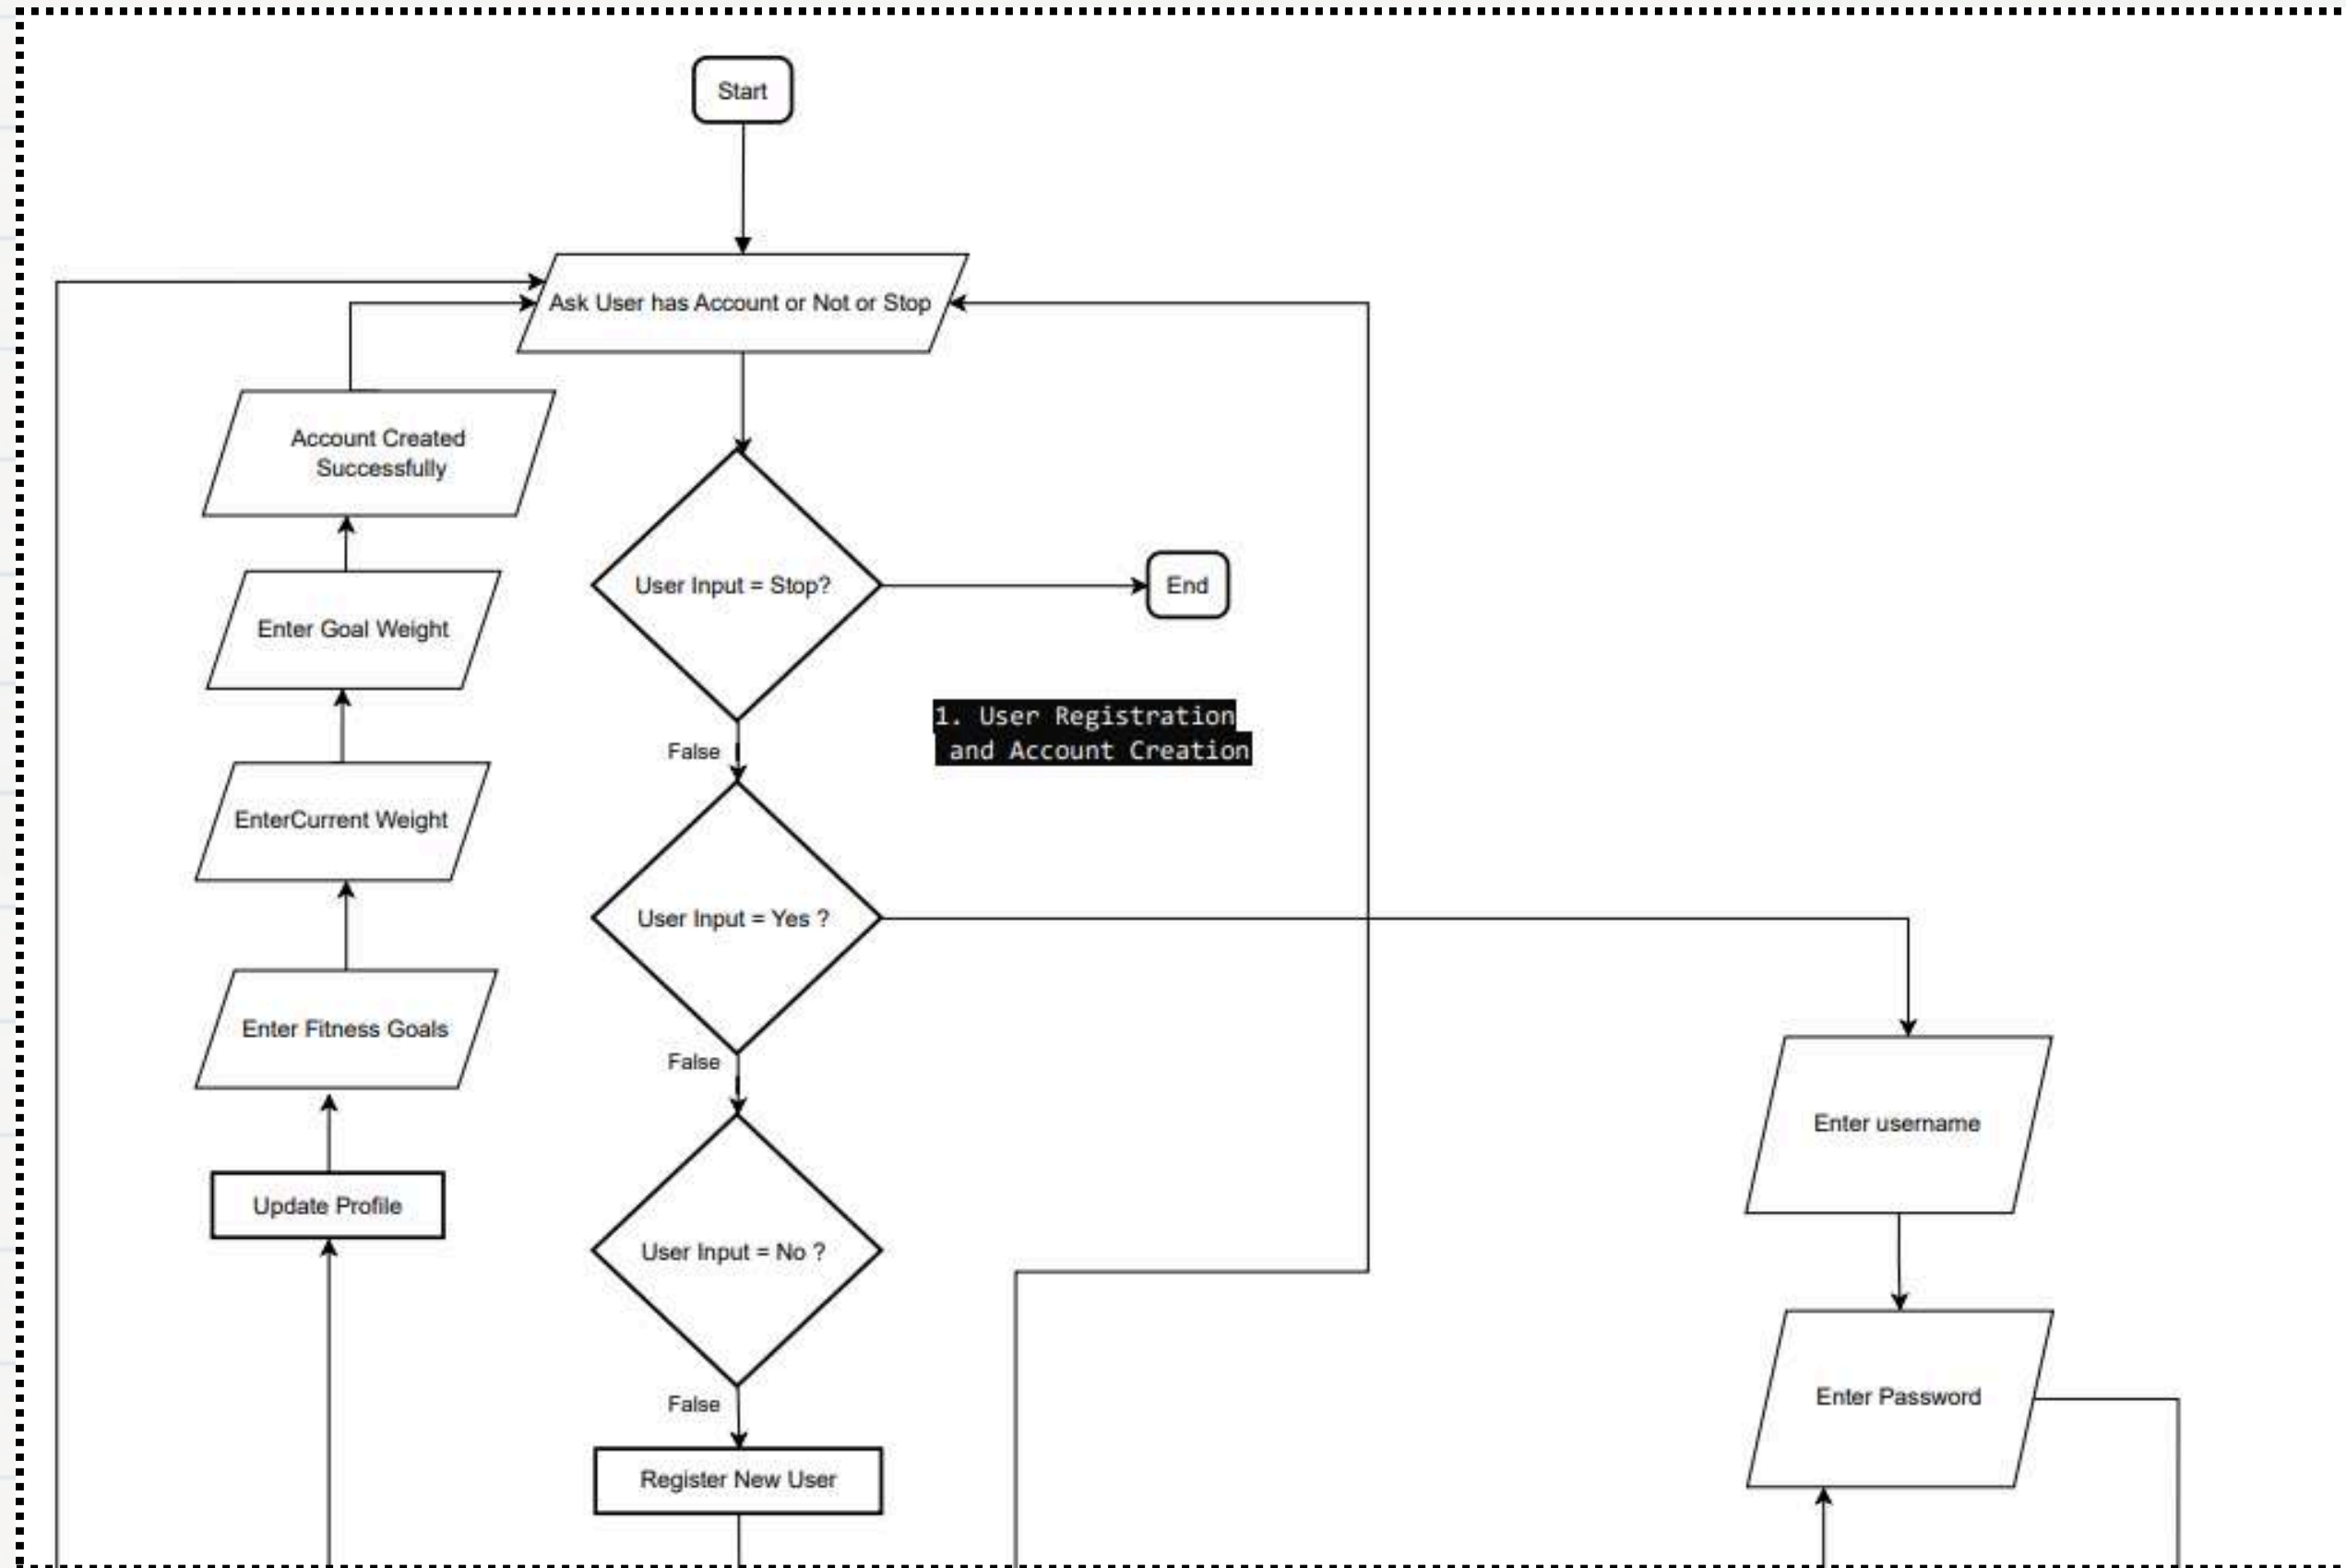 Start
Ask User has Account or Not or Stop
Account Created
Successfully
User Input = Stop?
End
Enter Goal Weight
1. User Registration
and Account Creation
False
EnterCurrent Weight
User Input = Yes ?
Enter Fitness Goals
False
Enter username
Update Profile
User Input = No ?
Enter Password
False
Register New User